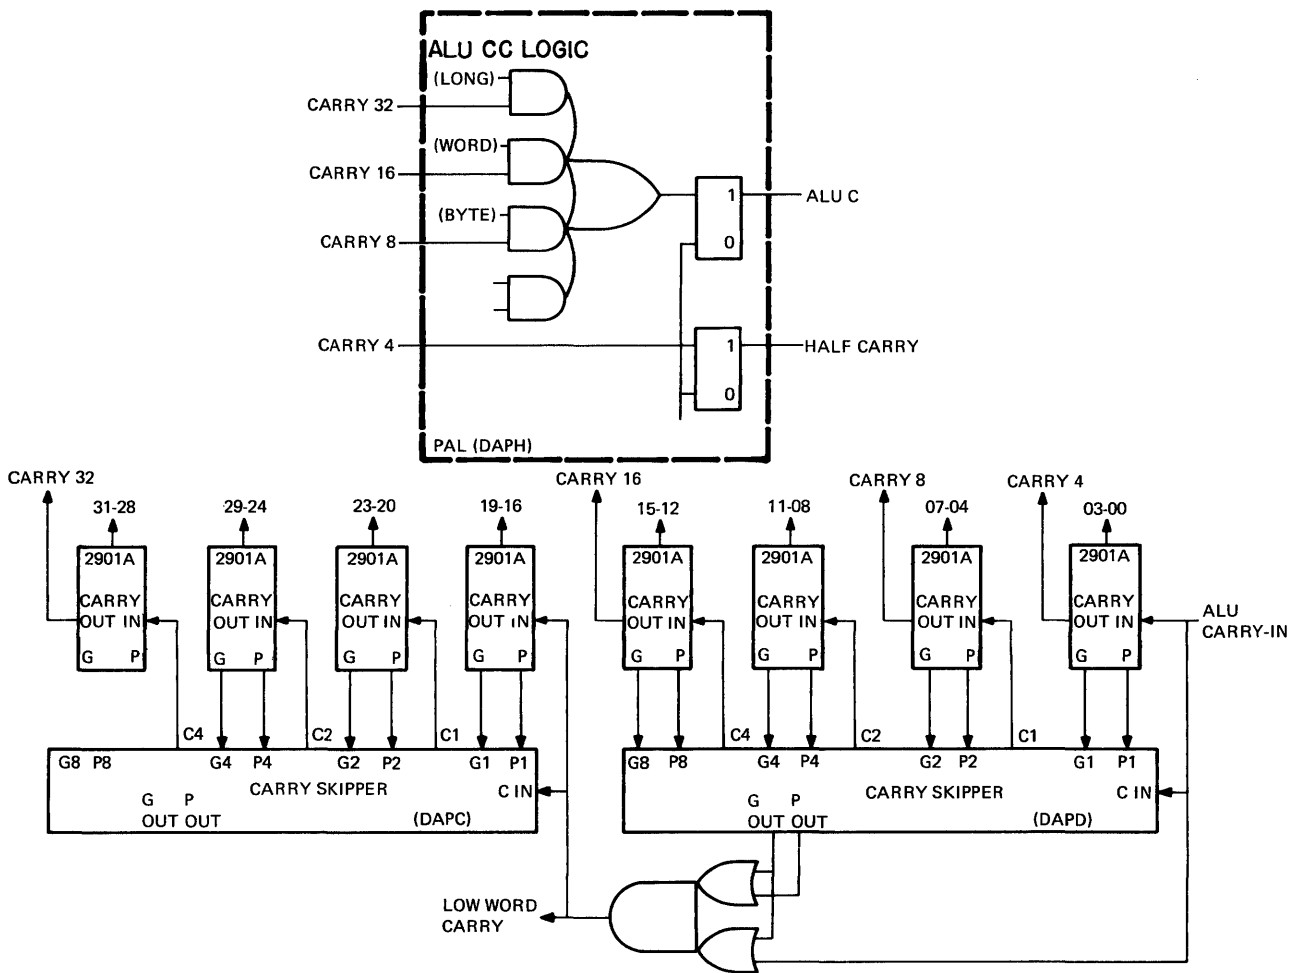 ALU CC LOGIC
(LONG)
CARRY 32
(WORD)
CARRY 16
(BYTE)
CARRY 8
CARRY 4
1
0
ALU C
1
0
HALF CARRY
PAL (DAPH)
CARRY 32
CARRY 16
CARRY 8
CARRY 4
31-28
29-24
23-20
19-16
15-12
11-08
07-04
03-00
2901A
CARRY
OUT IN
G P
2901A
CARRY
OUT IN
G P
2901A
CARRY
OUT IN
G P
2901A
CARRY
OUT IN
G P
2901A
CARRY
OUT IN
G P
2901A
CARRY
OUT IN
G P
2901A
CARRY
OUT IN
G P
2901A
CARRY
OUT IN
G P
ALU
CARRY-IN
C4 C2 C1
G8 P8 G4 P4 G2 P2 G1 P1
CARRY SKIPPER
C IN
G P
OUT OUT
(DAPC)
C4 C2 C1
G8 P8 G4 P4 G2 P2 G1 P1
CARRY SKIPPER
C IN
G P
OUT OUT
(DAPD)
LOW WORD
CARRY